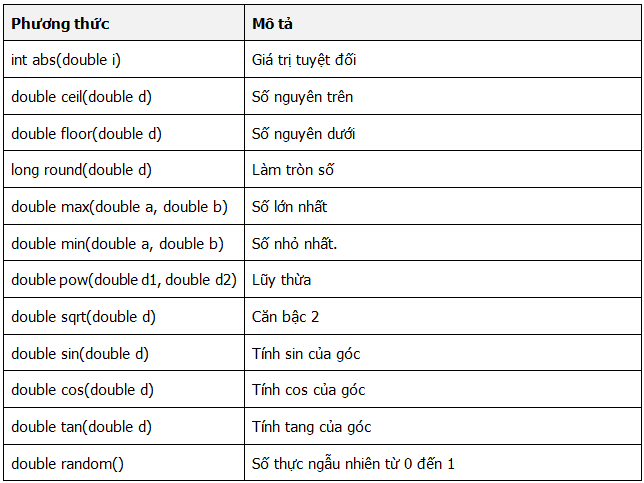 Phương thức Mô tả
int abs(double i) Giá trị tuyệt đối
double ceil(double d) Số nguyên trên
double floor(double d) Số nguyên dưới
long round(double d) Làm tròn số
double max(double a, double b) Số lớn nhất
double min(double a, double b) Số nhỏ nhất.
double pow(double d1, double d2) Lũy thừa
double sqrt(double d) Căn bậc 2
double sin(double d) Tính sin của góc
double cos(double d) Tính cos của góc
double tan(double d) Tính tang của góc
double random() Số thực ngẫu nhiên từ 0 đến 1